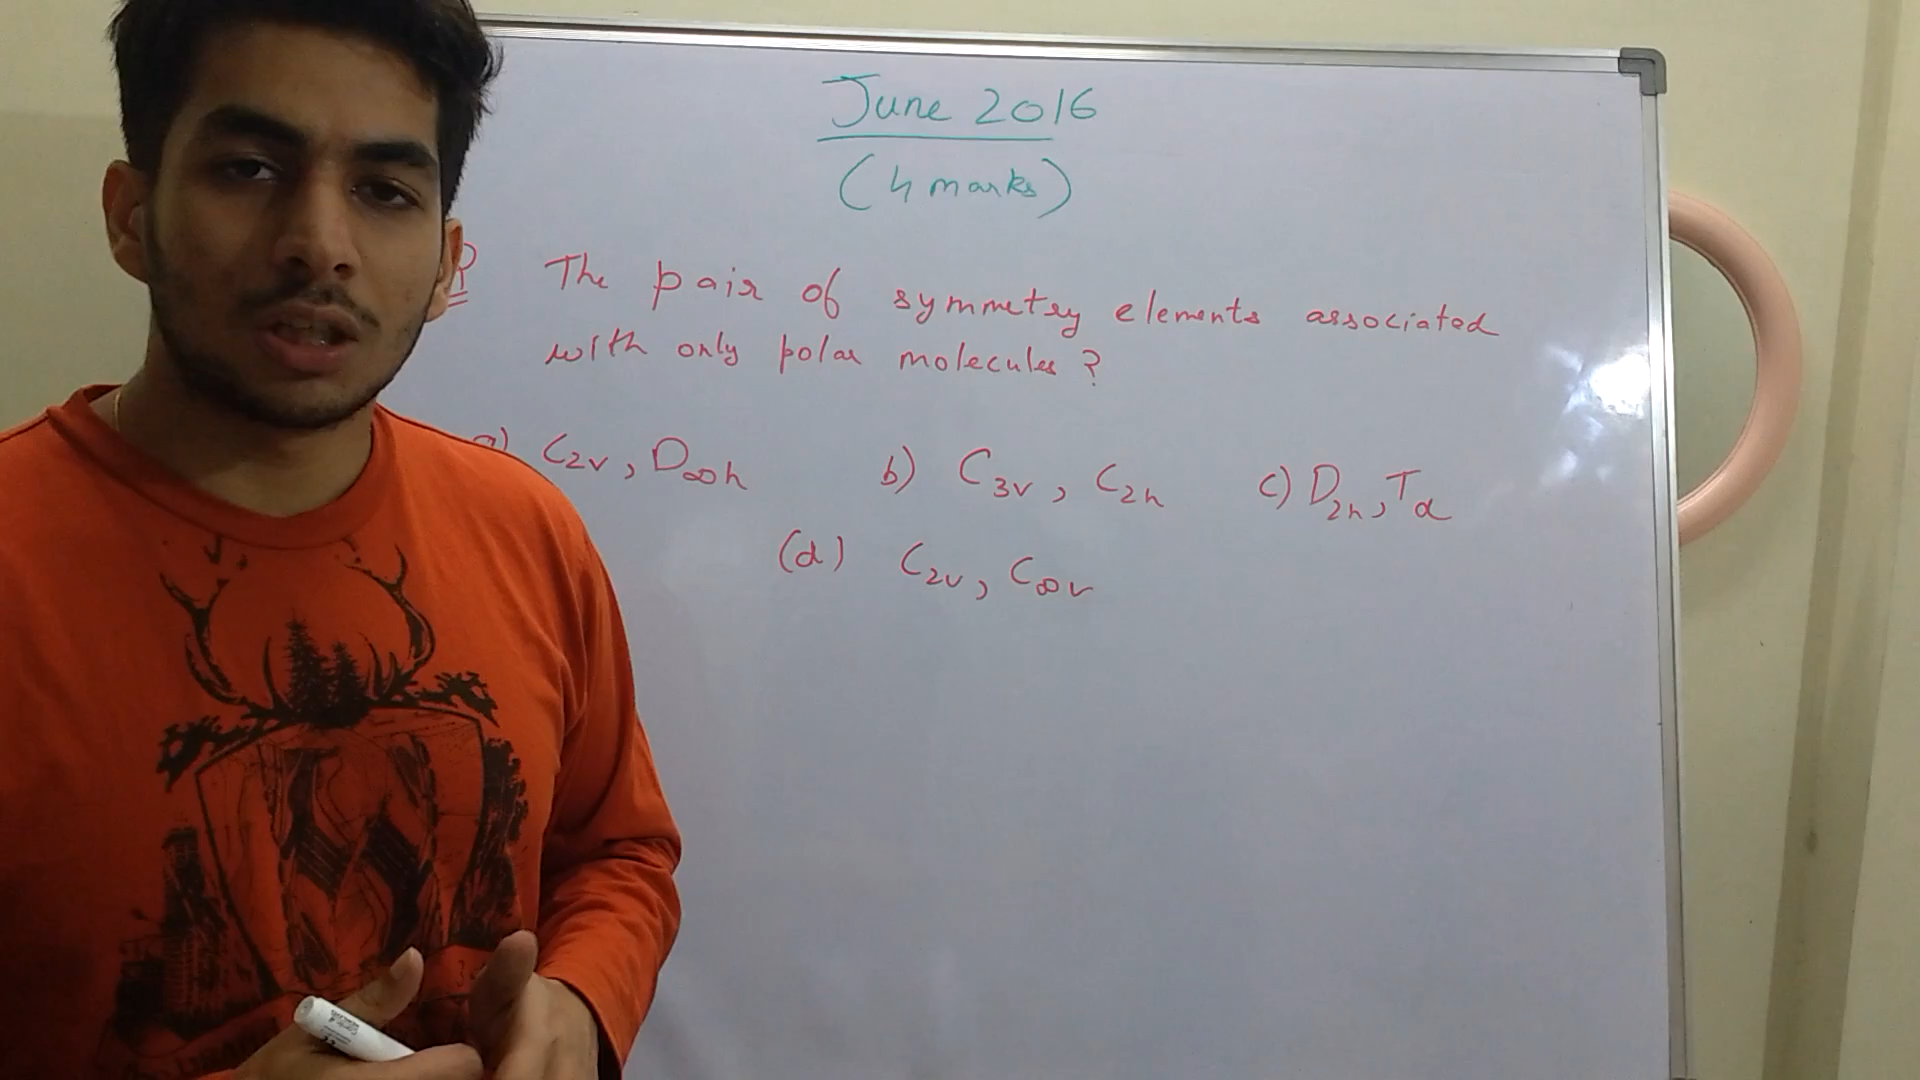 June 2016
(4 marks)
Q The pair of symmetry elements associated
with only polar molecules ?
a) C2v, D∞h b) C3v, C2h c) D2h, Td
(d) C2v, C∞v